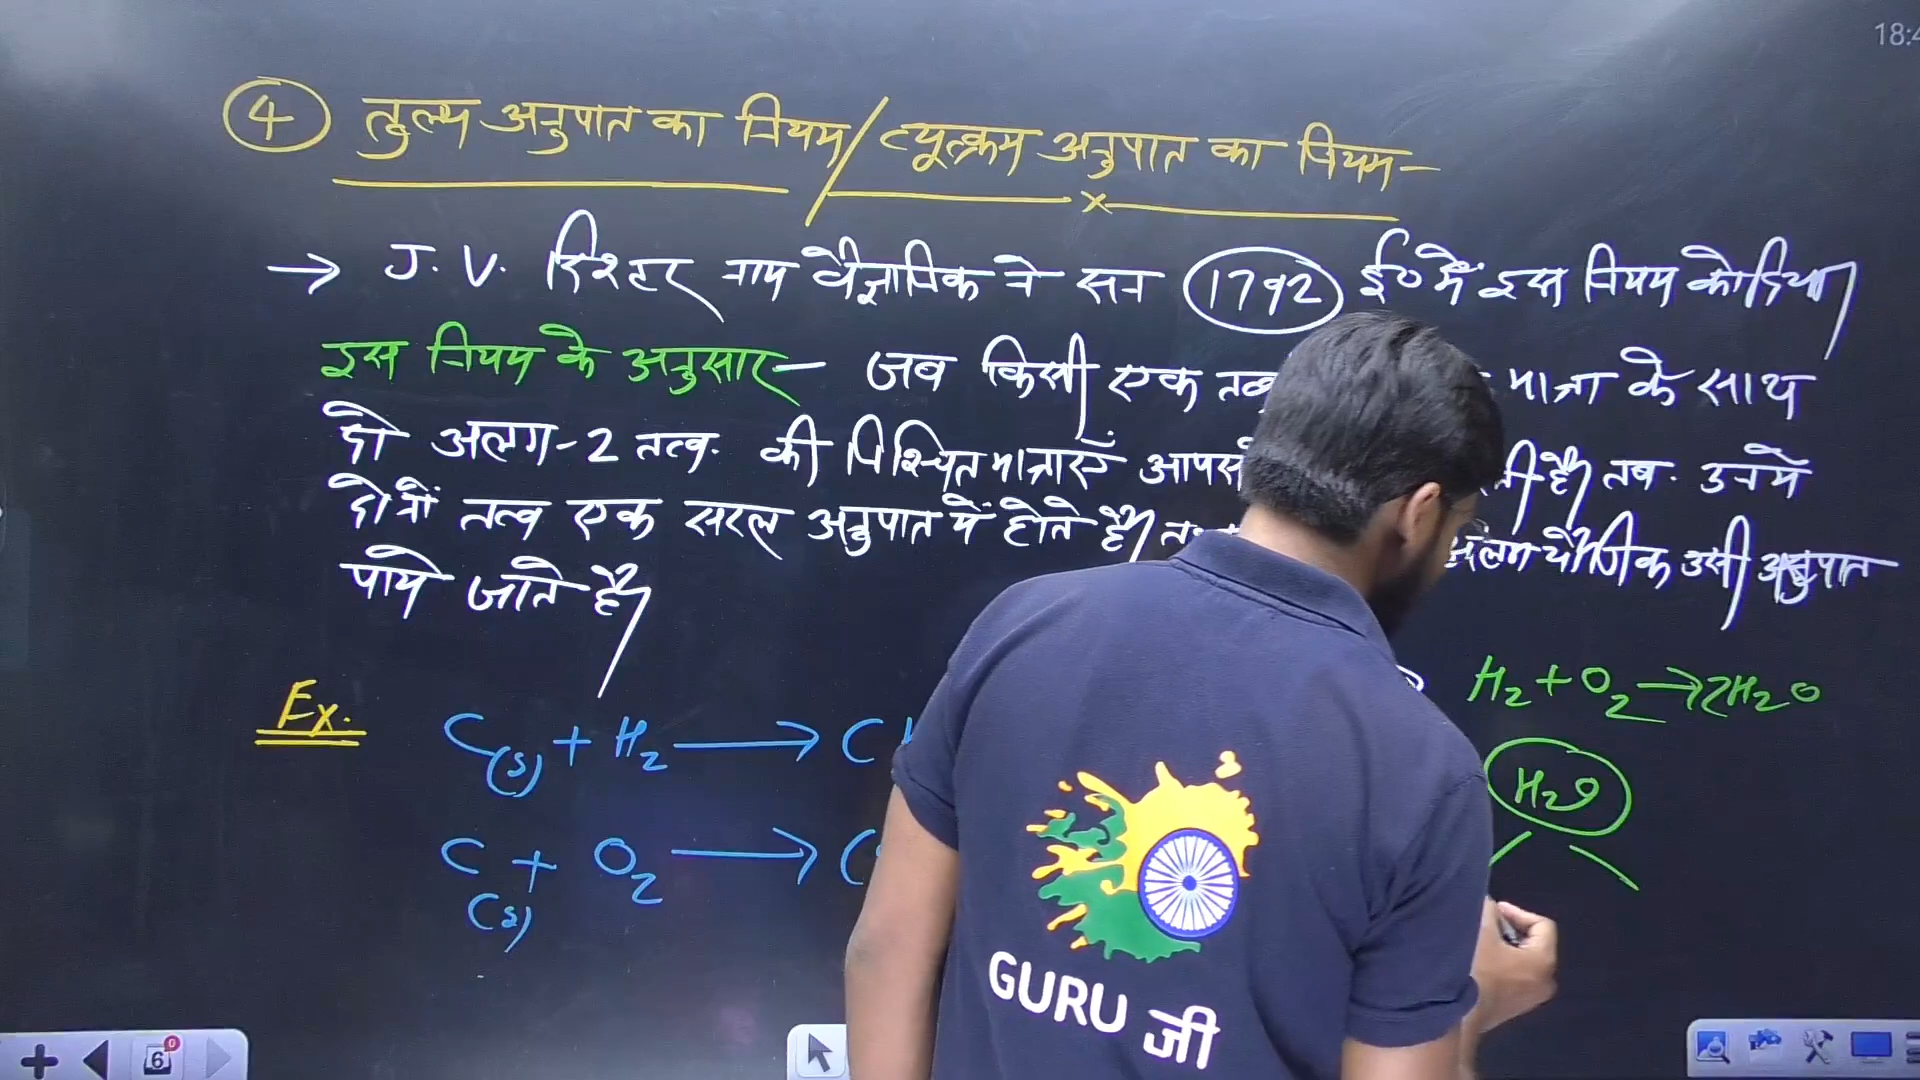 18:4
④ तुल्य अनुपात का नियम/व्युत्क्रम अनुपात का नियम-
→ J. V. रिश्टर नाम वैज्ञानिक ने सन 1792 ई० में इस नियम को दिया
इस नियम के अनुसार- जब किसी एक मात्रा के साथ
दो अलग-2 तत्व. की निश्चित मात्राएँ है तब. उनमे
दोनों तत्व एक सरल अनुपात में होते है यौगिक उसी अनुपात
पाये जाते है
H₂+O₂→2H₂O
Ex. C(s) + H₂ → C
H₂O
C(s) + O₂ →
GURU जी
6
0